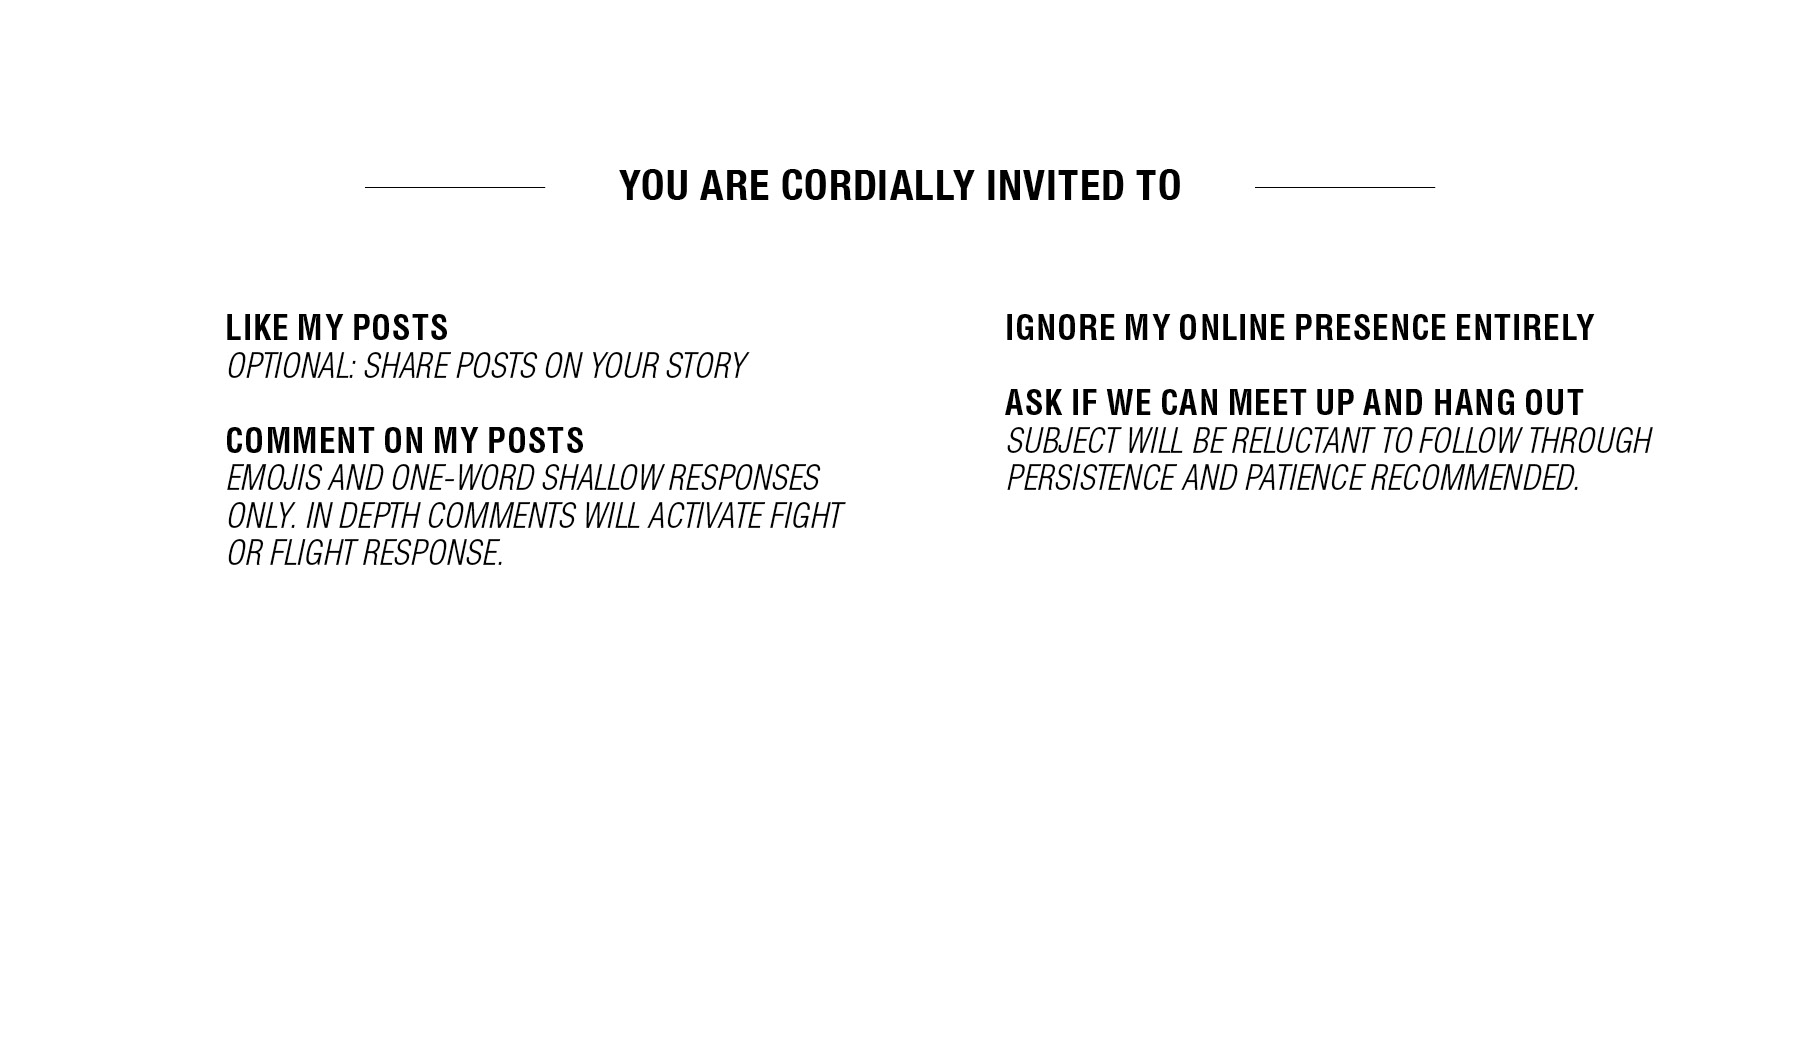 YOU ARE CORDIALLY INVITED TO
LIKE MY POSTS
OPTIONAL: SHARE POSTS ON YOUR STORY
COMMENT ON MY POSTS
EMOJIS AND ONE-WORD SHALLOW RESPONSES
ONLY. IN DEPTH COMMENTS WILL ACTIVATE FIGHT
OR FLIGHT RESPONSE.
IGNORE MY ONLINE PRESENCE ENTIRELY
ASK IF WE CAN MEET UP AND HANG OUT
SUBJECT WILL BE RELUCTANT TO FOLLOW THROUGH
PERSISTENCE AND PATIENCE RECOMMENDED.